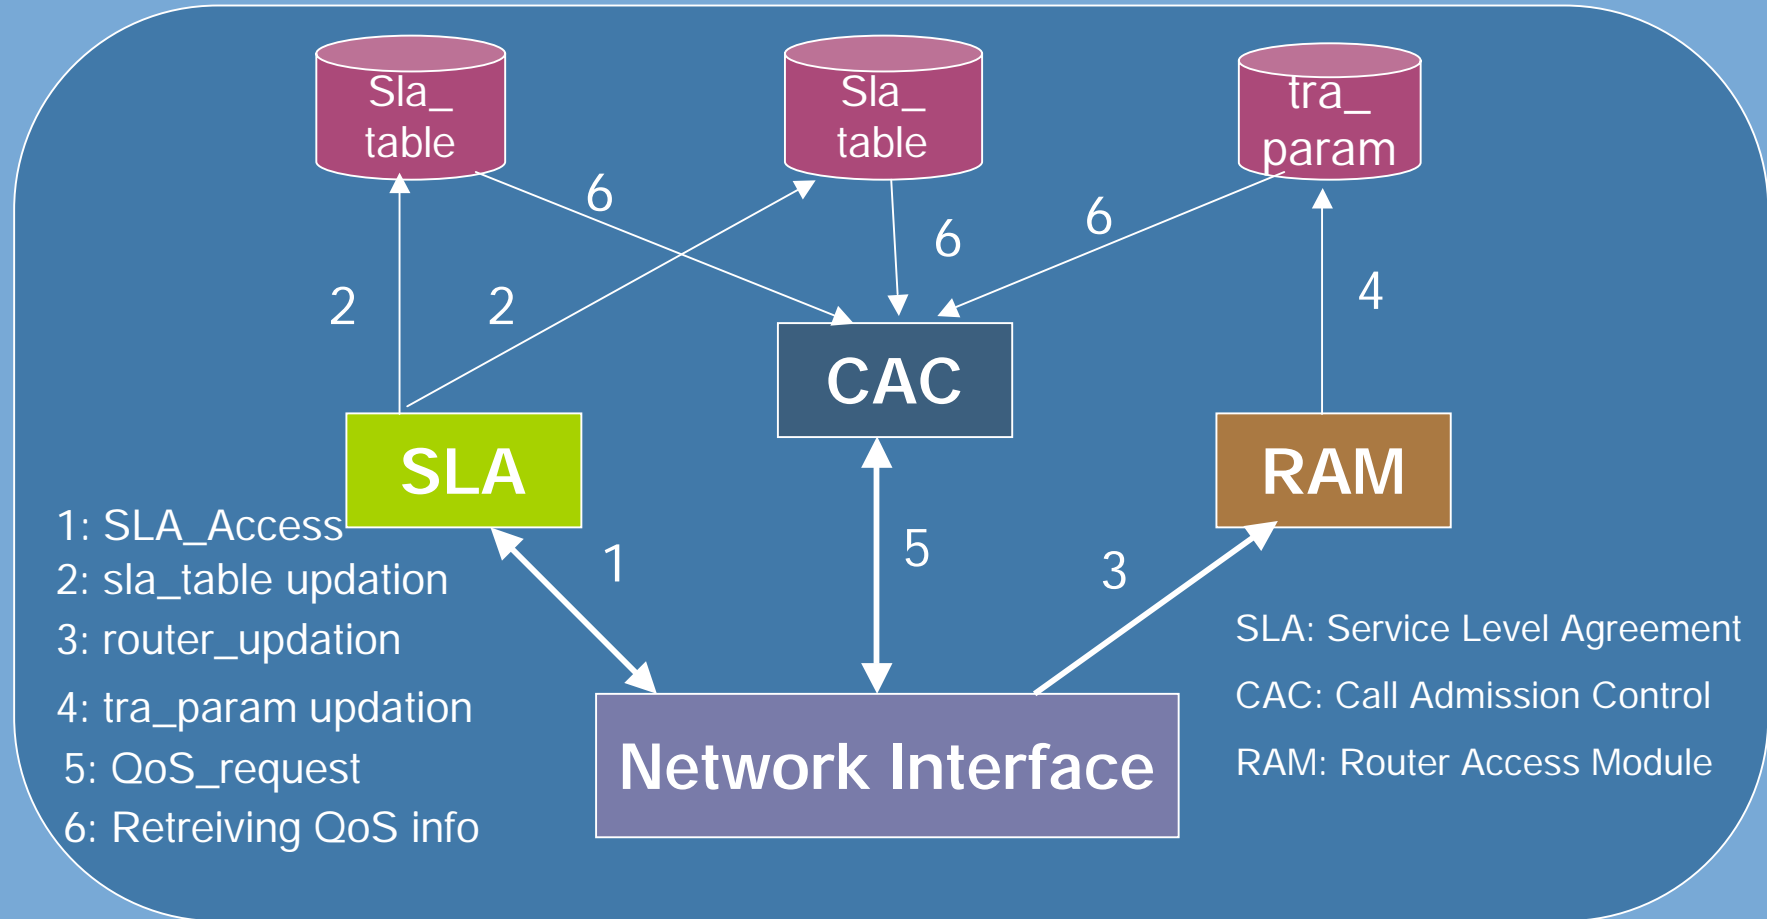 Sla_
table
Sla_
table
tra_
param
6
6
6
2
2
4
CAC
SLA
RAM
1
5
3
1: SLA_Access
2: sla_table updation
3: router_updation
4: tra_param updation
5: QoS_request
6: Retreiving QoS info
Network Interface
SLA: Service Level Agreement
CAC: Call Admission Control
RAM: Router Access Module